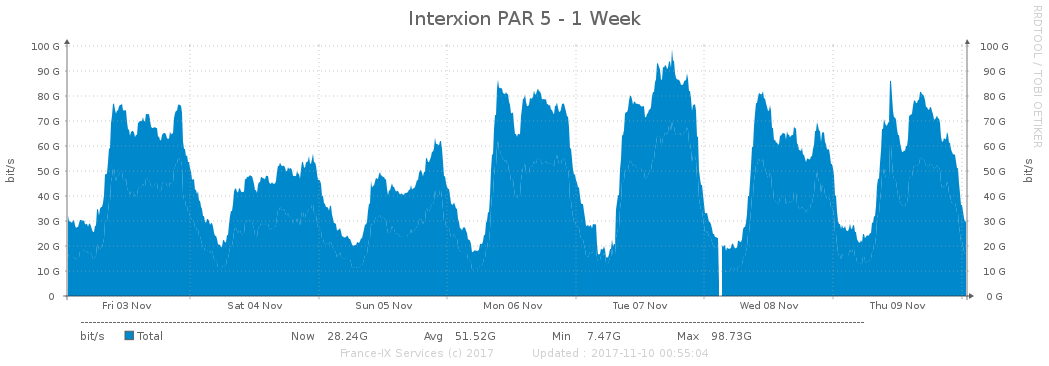 Interxion PAR 5 - 1 Week
RRDTOOL / TOBI OETIKER
bit/s
100 G 100 G
90 G 90 G
80 G 80 G
70 G 70 G
60 G 60 G
50 G 50 G
40 G 40 G
30 G 30 G
20 G 20 G
10 G 10 G
0 0 G
bit/s
Fri 03 Nov Sat 04 Nov Sun 05 Nov Mon 06 Nov Tue 07 Nov Wed 08 Nov Thu 09 Nov
bit/s Total Now 28.24G Avg 51.52G Min 7.47G Max 98.73G
France-IX Services (c) 2017 Updated : 2017-11-10 00:55:04